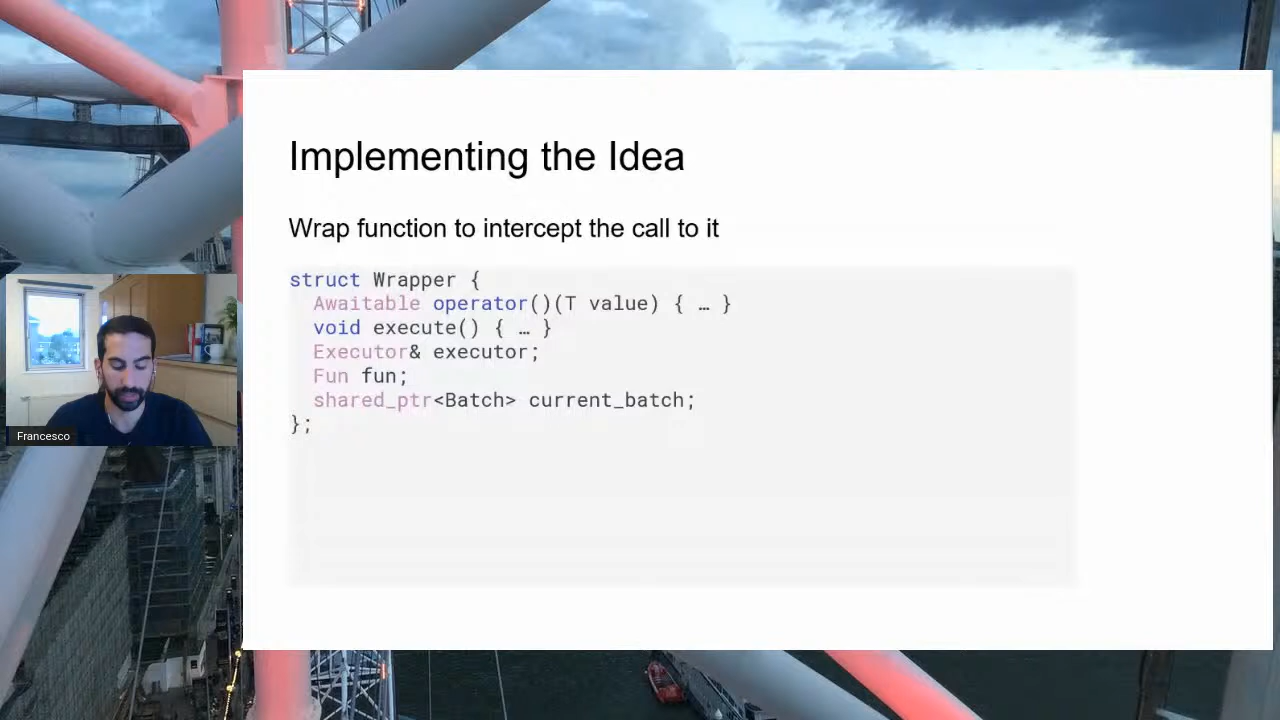 Implementing the Idea
Wrap function to intercept the call to it
struct Wrapper {
  Awaitable operator()(T value) { … }
  void execute() { … }
  Executor& executor;
  Fun fun;
  shared_ptr<Batch> current_batch;
};
Francesco